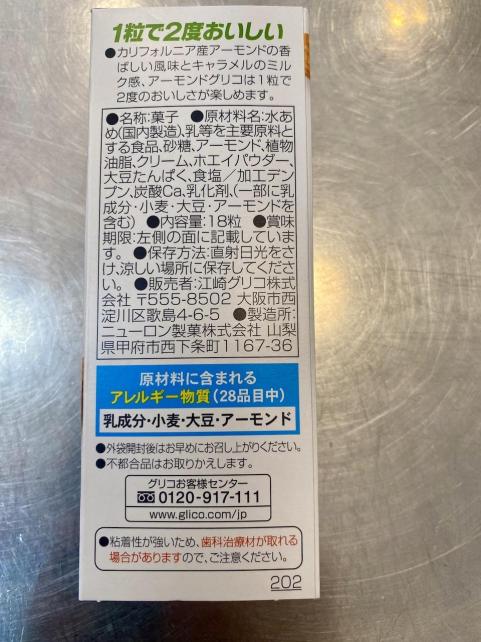 1粒で2度おいしい
●カリフォルニア産アーモンドの香
ばしい風味とキャラメルのミル
ク感、アーモンドグリコは1粒で
2度のおいしさが楽しめます。
●名称:菓子 ●原材料名:水あ
め(国内製造)、乳等を主要原料と
する食品、砂糖、アーモンド、植物
油脂、クリーム、ホエイパウダー、
大豆たんぱく、食塩／加工デン
プン、炭酸Ca、乳化剤、(一部に乳
成分・小麦・大豆・アーモンドを
含む) ●内容量:18粒 ●賞味
期限:左側の面に記載していま
す。 ●保存方法:直射日光をさ
け、涼しい場所に保存してくださ
い。 ●販売者:江崎グリコ株式
会社 〒555-8502 大阪市西
淀川区歌島4-6-5 ●製造所:
ニューロン製菓株式会社 山梨
県甲府市西下条町1167-36
原材料に含まれる
アレルギー物質(28品目中)
乳成分・小麦・大豆・アーモンド
●外袋開封後はお早めにお召し上がりください。
●不都合品はお取りかえします。
グリコお客様センター
0120-917-111
www.glico.com/jp
●粘着性が強いため、歯科治療材が取れる
場合がありますので、ご注意ください。
202